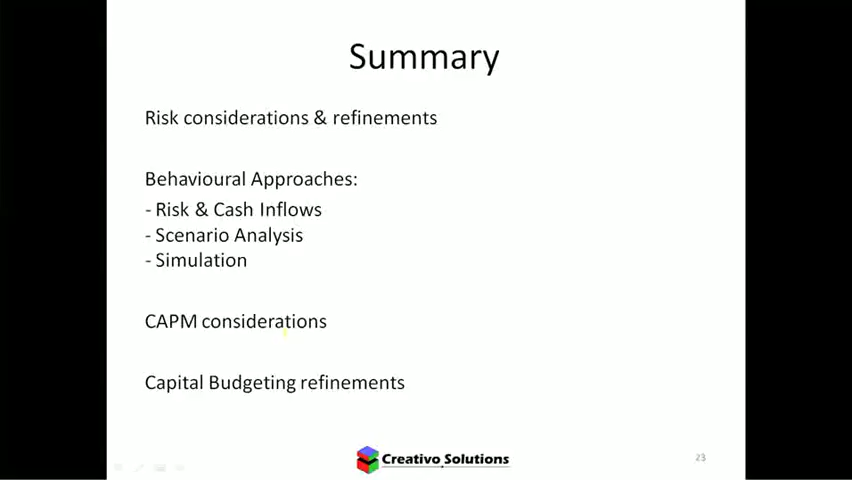 Summary
Risk considerations & refinements
Behavioural Approaches:
- Risk & Cash Inflows
- Scenario Analysis
- Simulation
CAPM considerations
Capital Budgeting refinements
Creativo Solutions
23